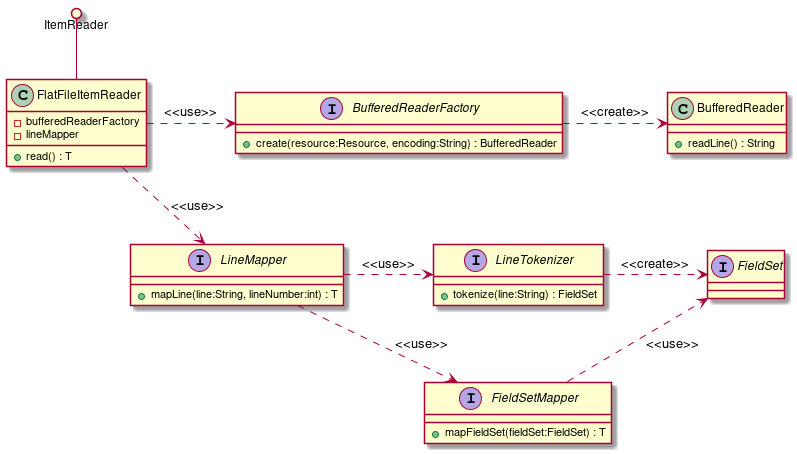 ItemReader
C FlatFileItemReader
bufferedReaderFactory
lineMapper
read() : T
<<use>>
I BufferedReaderFactory
create(resource:Resource, encoding:String) : BufferedReader
<<create>>
C BufferedReader
readLine() : String
<<use>>
I LineMapper
mapLine(line:String, lineNumber:int) : T
<<use>>
I LineTokenizer
tokenize(line:String) : FieldSet
<<create>>
I FieldSet
<<use>>
<<use>>
I FieldSetMapper
mapFieldSet(fieldSet:FieldSet) : T